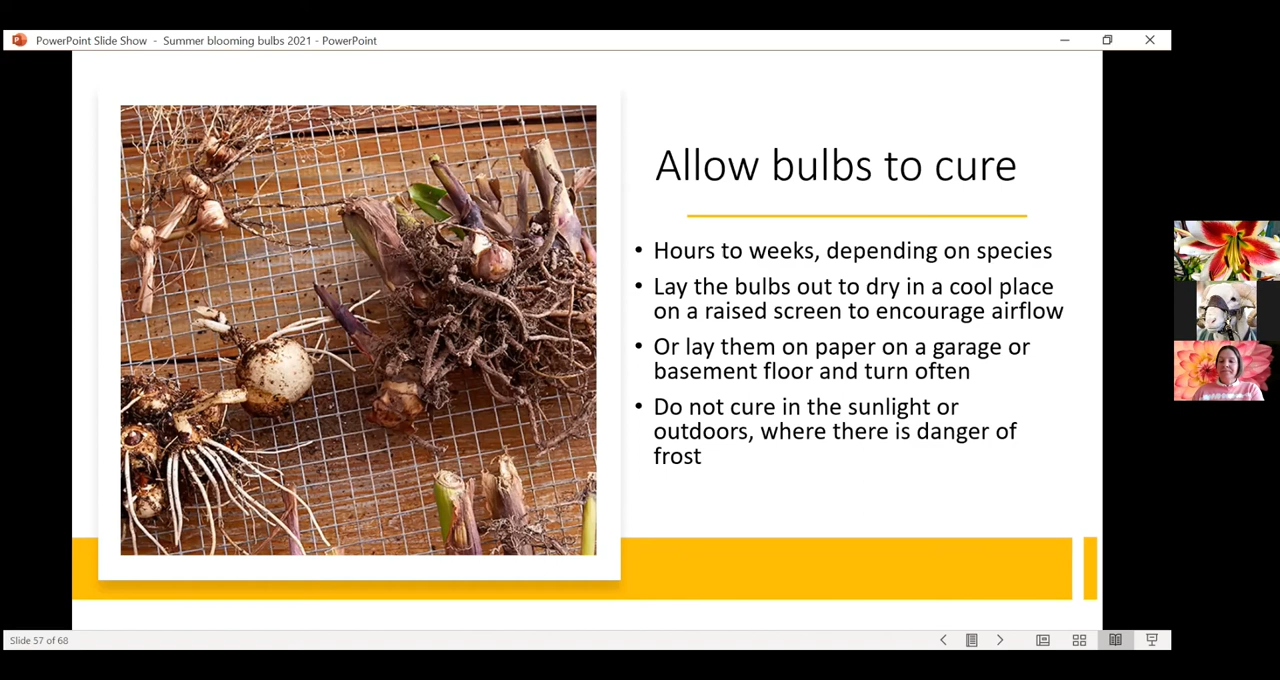 PowerPoint Slide Show - Summer blooming bulbs 2021 - PowerPoint
Allow bulbs to cure
• Hours to weeks, depending on species
• Lay the bulbs out to dry in a cool place
on a raised screen to encourage airflow
• Or lay them on paper on a garage or
basement floor and turn often
• Do not cure in the sunlight or
outdoors, where there is danger of
frost
Slide 57 of 68